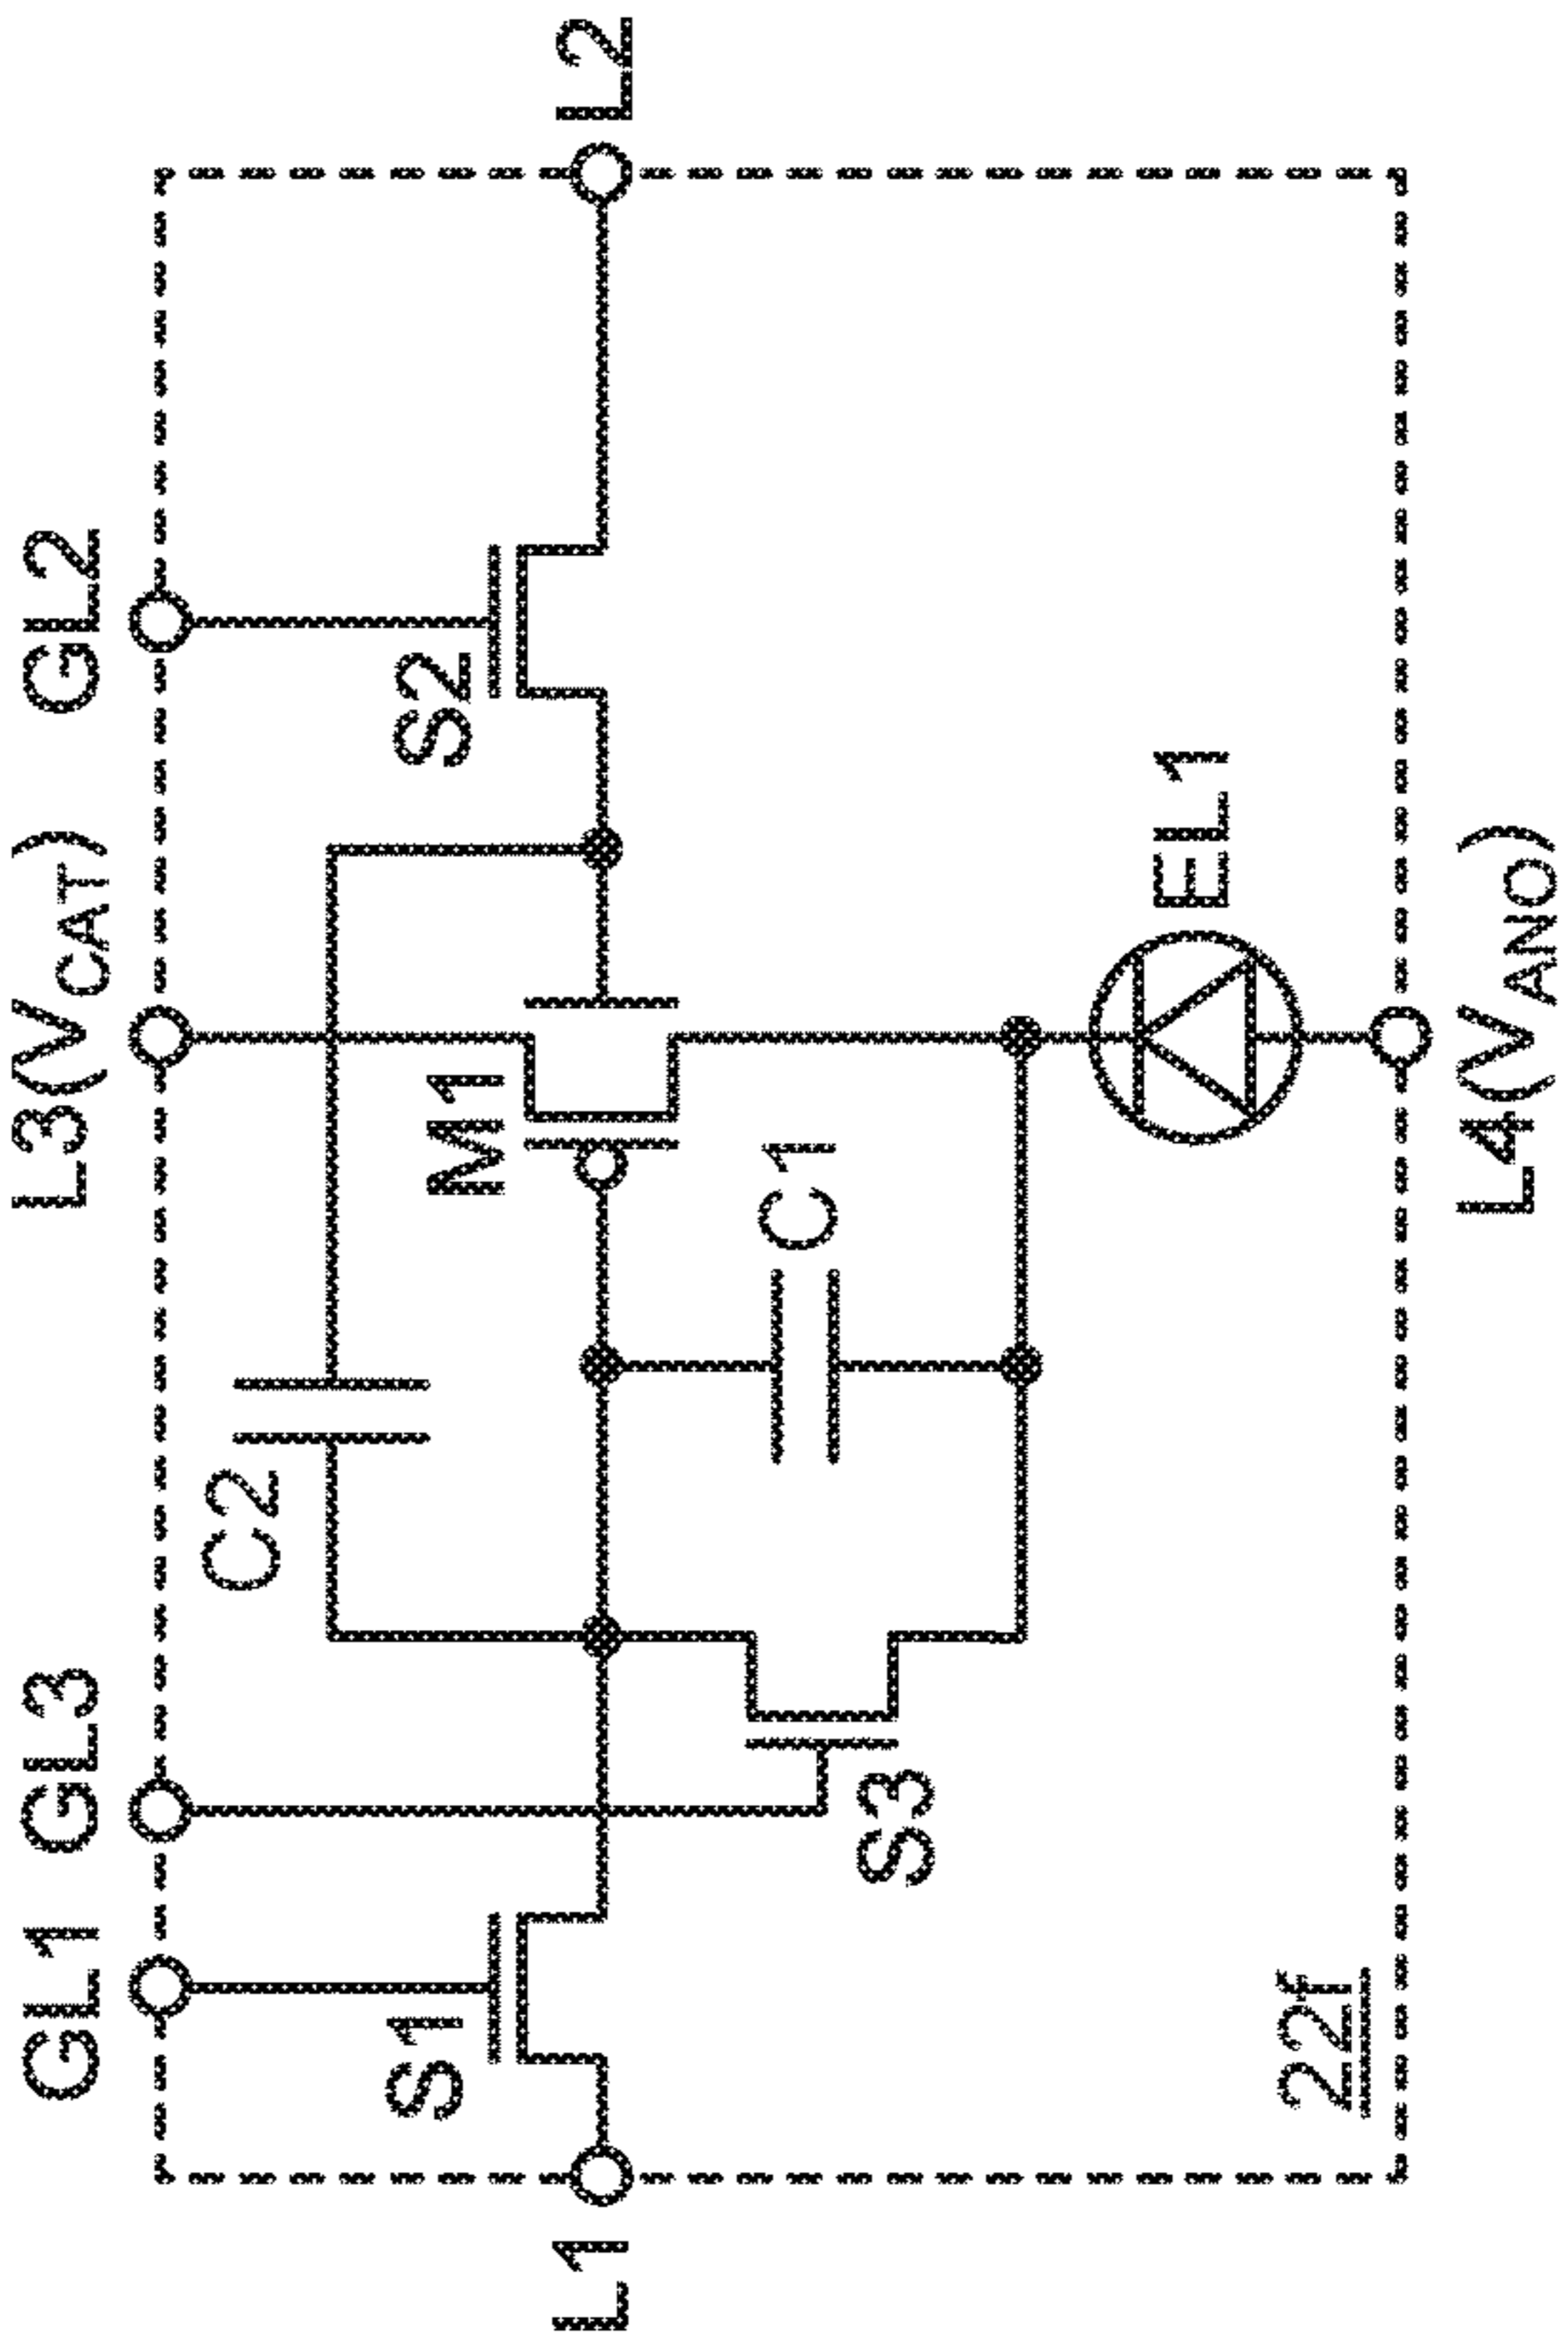 GL1 GL3 L3(VCAT) GL2
C2
S1 M1 S2
L1 L2
C1
S3
EL1
22f
L4(VANO)